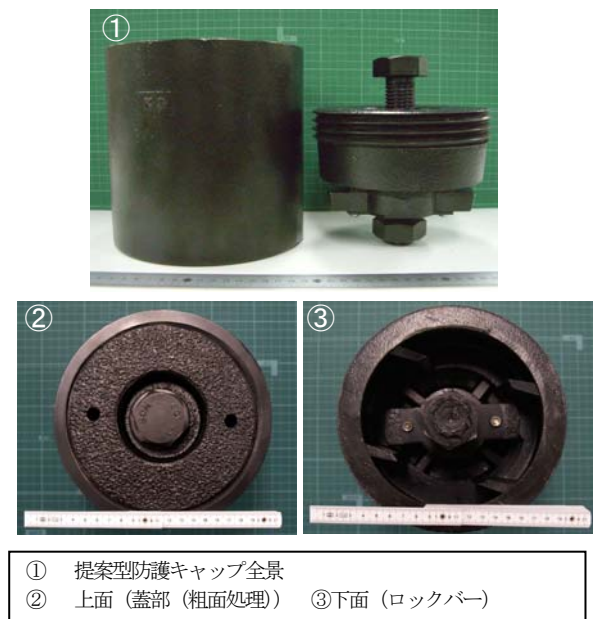 ①
②
③
① 提案型防護キャップ全景
② 上面（蓋部（粗面処理）） ③下面（ロックバー）